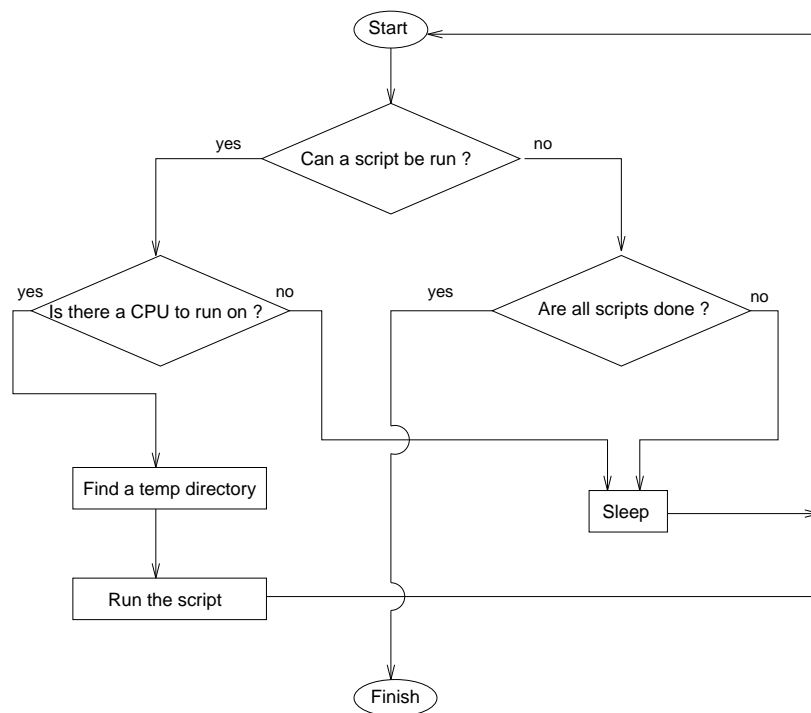 Start
yes
Can a script be run ?
no
yes
Is there a CPU to run on ?
no
yes
Are all scripts done ?
no
Find a temp directory
Sleep
Run the script
Finish